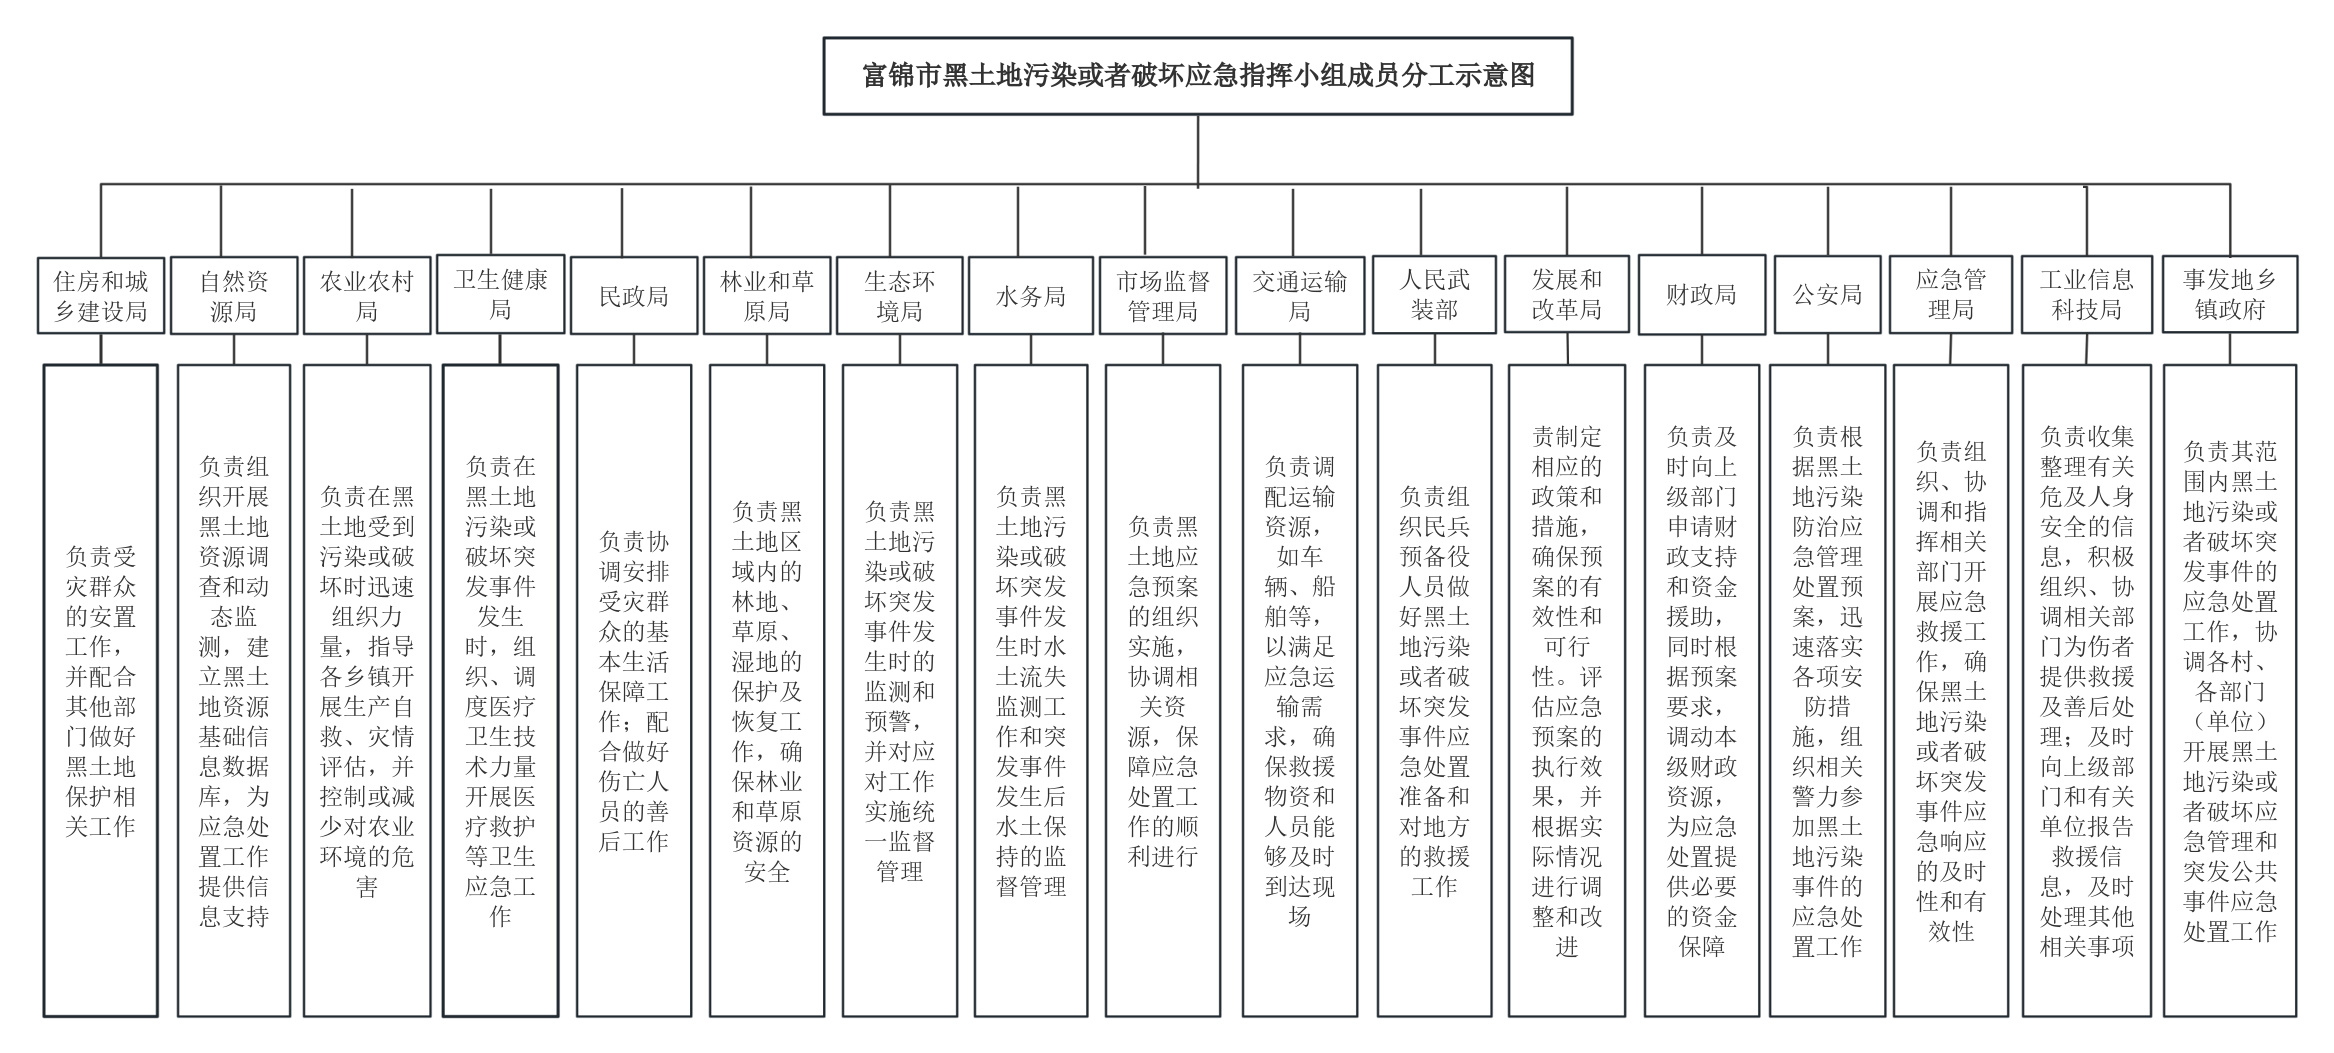 富锦市黑土地污染或者破坏应急指挥小组成员分工示意图
住房和城
乡建设局
自然资
源局
农业农村
局
卫生健康
局
民政局
林业和草
原局
生态环
境局
水务局
市场监督
管理局
交通运输
局
人民武
装部
发展和
改革局
财政局
公安局
应急管
理局
工业信息
科技局
事发地乡
镇政府
负责受
灾群众
的安置
工作，
并配合
其他部
门做好
黑土地
保护相
关工作
负责组
织开展
黑土地
资源调
查和动
态监
测，建
立黑土
地资源
基础信
息数据
库，为
应急处
置工作
提供信
息支持
负责在黑
土地受到
污染或破
坏时迅速
组织力
量，指导
各乡镇开
展生产自
救、灾情
评估，并
控制或减
少对农业
环境的危
害
负责在
黑土地
污染或
破坏突
发事件
发生
时，组
织、调
度医疗
卫生技
术力量
开展医
疗救护
等卫生
应急工
作
负责协
调安排
受灾群
众的基
本生活
保障工
作；配
合做好
伤亡人
员的善
后工作
负责黑
土地区
域内的
林地、
草原、
湿地的
保护及
恢复工
作，确
保林业
和草原
资源的
安全
负责黑
土地污
染或破
坏突发
事件发
生时的
监测和
预警，
并对应
对工作
实施统
一监督
管理
负责黑
土地污
染或破
坏突发
事件发
生时水
土流失
监测工
作和突
发事件
发生后
水土保
持的监
督管理
负责黑
土地应
急预案
的组织
实施，
协调相
关资
源，保
障应急
处置工
作的顺
利进行
负责调
配运输
资源，
如车
辆、船
舶等，
以满足
应急运
输需
求，确
保救援
物资和
人员能
够及时
到达现
场
负责组
织民兵
预备役
人员做
好黑土
地污染
或者破
坏突发
事件应
急处置
准备和
对地方
的救援
工作
责制定
相应的
政策和
措施，
确保预
案的有
效性和
可行
性。评
估应急
预案的
执行效
果，并
根据实
际情况
进行调
整和改
进
负责及
时向上
级部门
申请财
政支持
和资金
援助，
同时根
据预案
要求，
调动本
级财政
资源，
为应急
处置提
供必要
的资金
保障
负责根
据黑土
地污染
防治应
急管理
处置预
案，迅
速落实
各项安
防措
施，组
织相关
警力参
加黑土
地污染
事件的
应急处
置工作
负责组
织、协
调和指
挥相关
部门开
展应急
救援工
作，确
保黑土
地污染
或者破
坏突发
事件应
急响应
的及时
性和有
效性
负责收集
整理有关
危及人身
安全的信
息，积极
组织、协
调相关部
门为伤者
提供救援
及善后处
理；及时
向上级部
门和有关
单位报告
救援信
息，及时
处理其他
相关事项
负责其范
围内黑土
地污染或
者破坏突
发事件的
应急处置
工作，协
调各村、
各部门
（单位）
开展黑土
地污染或
者破坏应
急管理和
突发公共
事件应急
处置工作